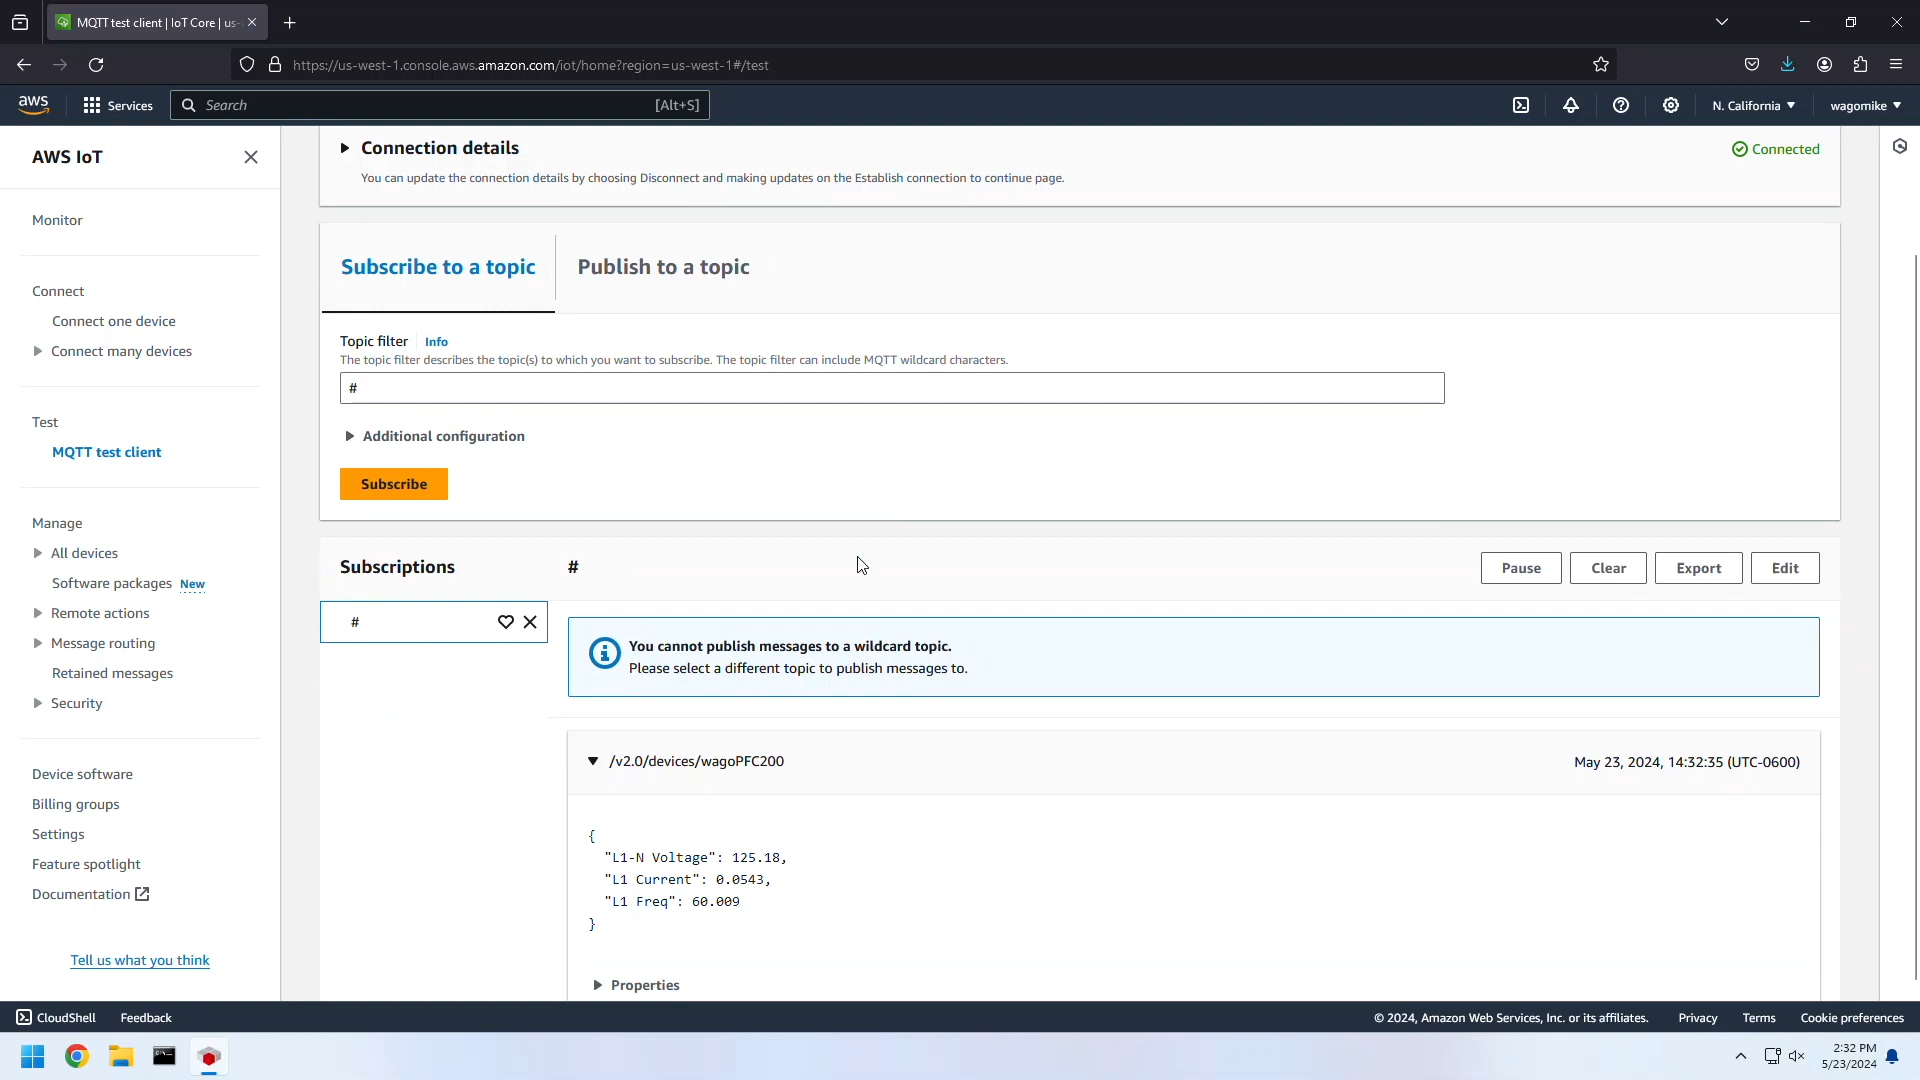 MQTT test client | IoT Core | us-
https://us-west-1.console.aws.amazon.com/iot/home?region=us-west-1#/test
aws
Services
Search
[Alt+S]
N. California
wagomike
AWS IoT
Monitor
Connect
Connect one device
Connect many devices
Test
MQTT test client
Manage
All devices
Software packages New
Remote actions
Message routing
Retained messages
Security
Device software
Billing groups
Settings
Feature spotlight
Documentation
Tell us what you think
Connection details
Connected
You can update the connection details by choosing Disconnect and making updates on the Establish connection to continue page.
Subscribe to a topic
Publish to a topic
Topic filter Info
The topic filter describes the topic(s) to which you want to subscribe. The topic filter can include MQTT wildcard characters.
#
Additional configuration
Subscribe
Subscriptions
#
Pause
Clear
Export
Edit
#
You cannot publish messages to a wildcard topic.
Please select a different topic to publish messages to.
/v2.0/devices/wagoPFC200
May 23, 2024, 14:32:35 (UTC-0600)
{
"L1-N Voltage": 125.18,
"L1 Current": 0.0543,
"L1 Freq": 60.009
}
Properties
CloudShell
Feedback
© 2024, Amazon Web Services, Inc. or its affiliates.
Privacy
Terms
Cookie preferences
2:32 PM
5/23/2024